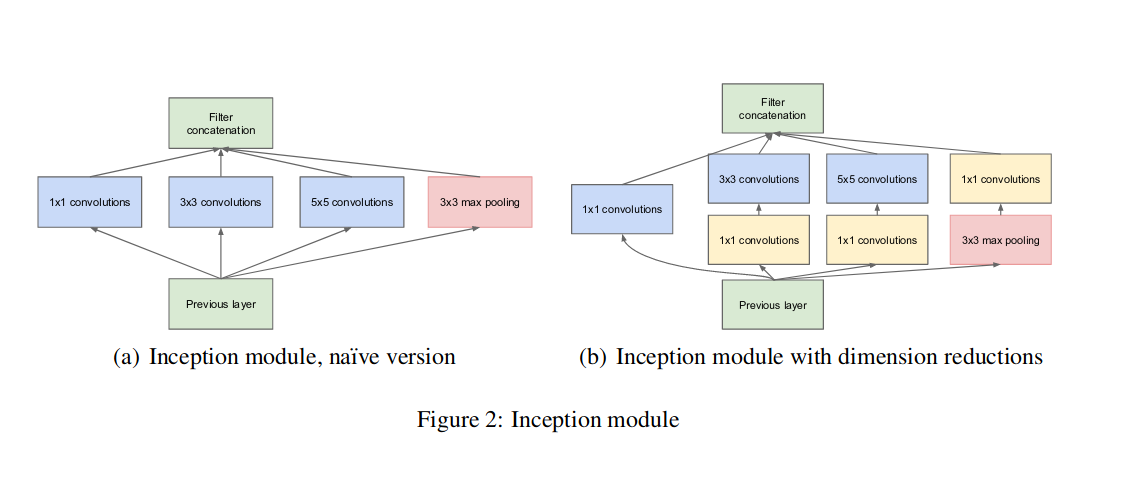 Filter
concatenation
1x1 convolutions
3x3 convolutions
5x5 convolutions
3x3 max pooling
Previous layer
(a) Inception module, naïve version
Filter
concatenation
3x3 convolutions
5x5 convolutions
1x1 convolutions
1x1 convolutions
1x1 convolutions
1x1 convolutions
3x3 max pooling
Previous layer
(b) Inception module with dimension reductions
Figure 2: Inception module